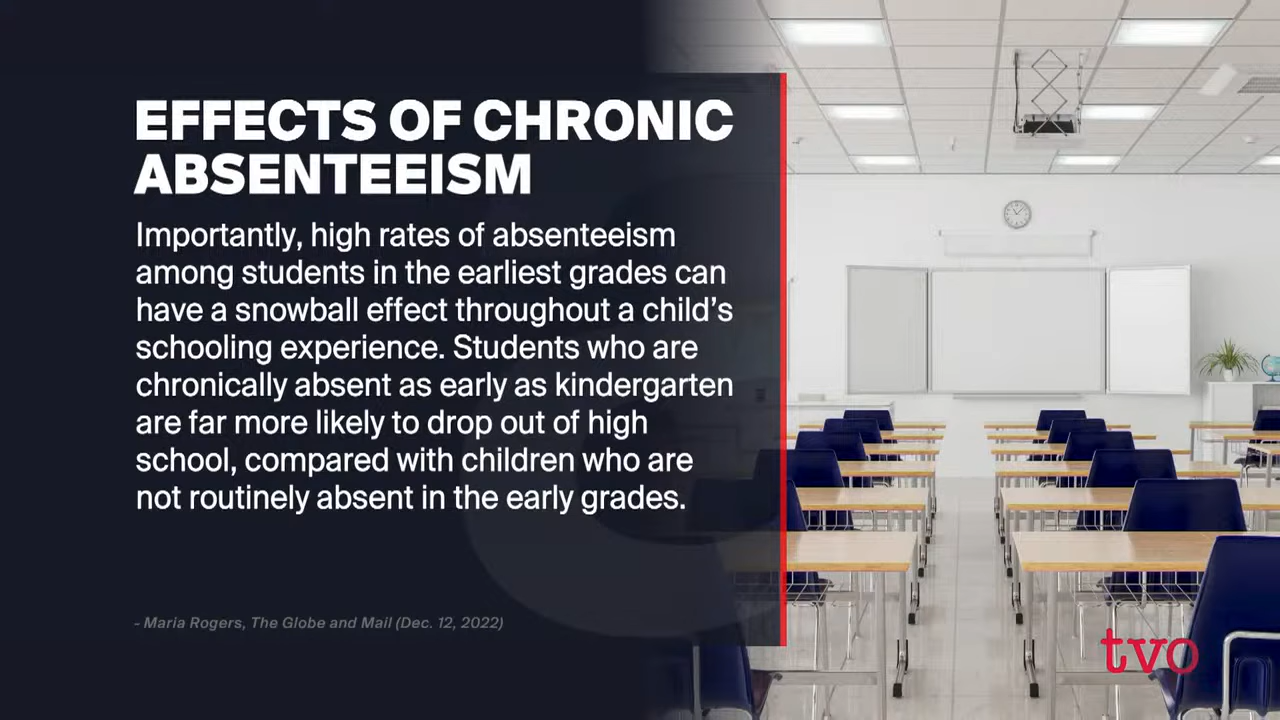 EFFECTS OF CHRONIC
ABSENTEEISM
Importantly, high rates of absenteeism
among students in the earliest grades can
have a snowball effect throughout a child’s
schooling experience. Students who are
chronically absent as early as kindergarten
are far more likely to drop out of high
school, compared with children who are
not routinely absent in the early grades.
- Maria Rogers, The Globe and Mail (Dec. 12, 2022)
tvo